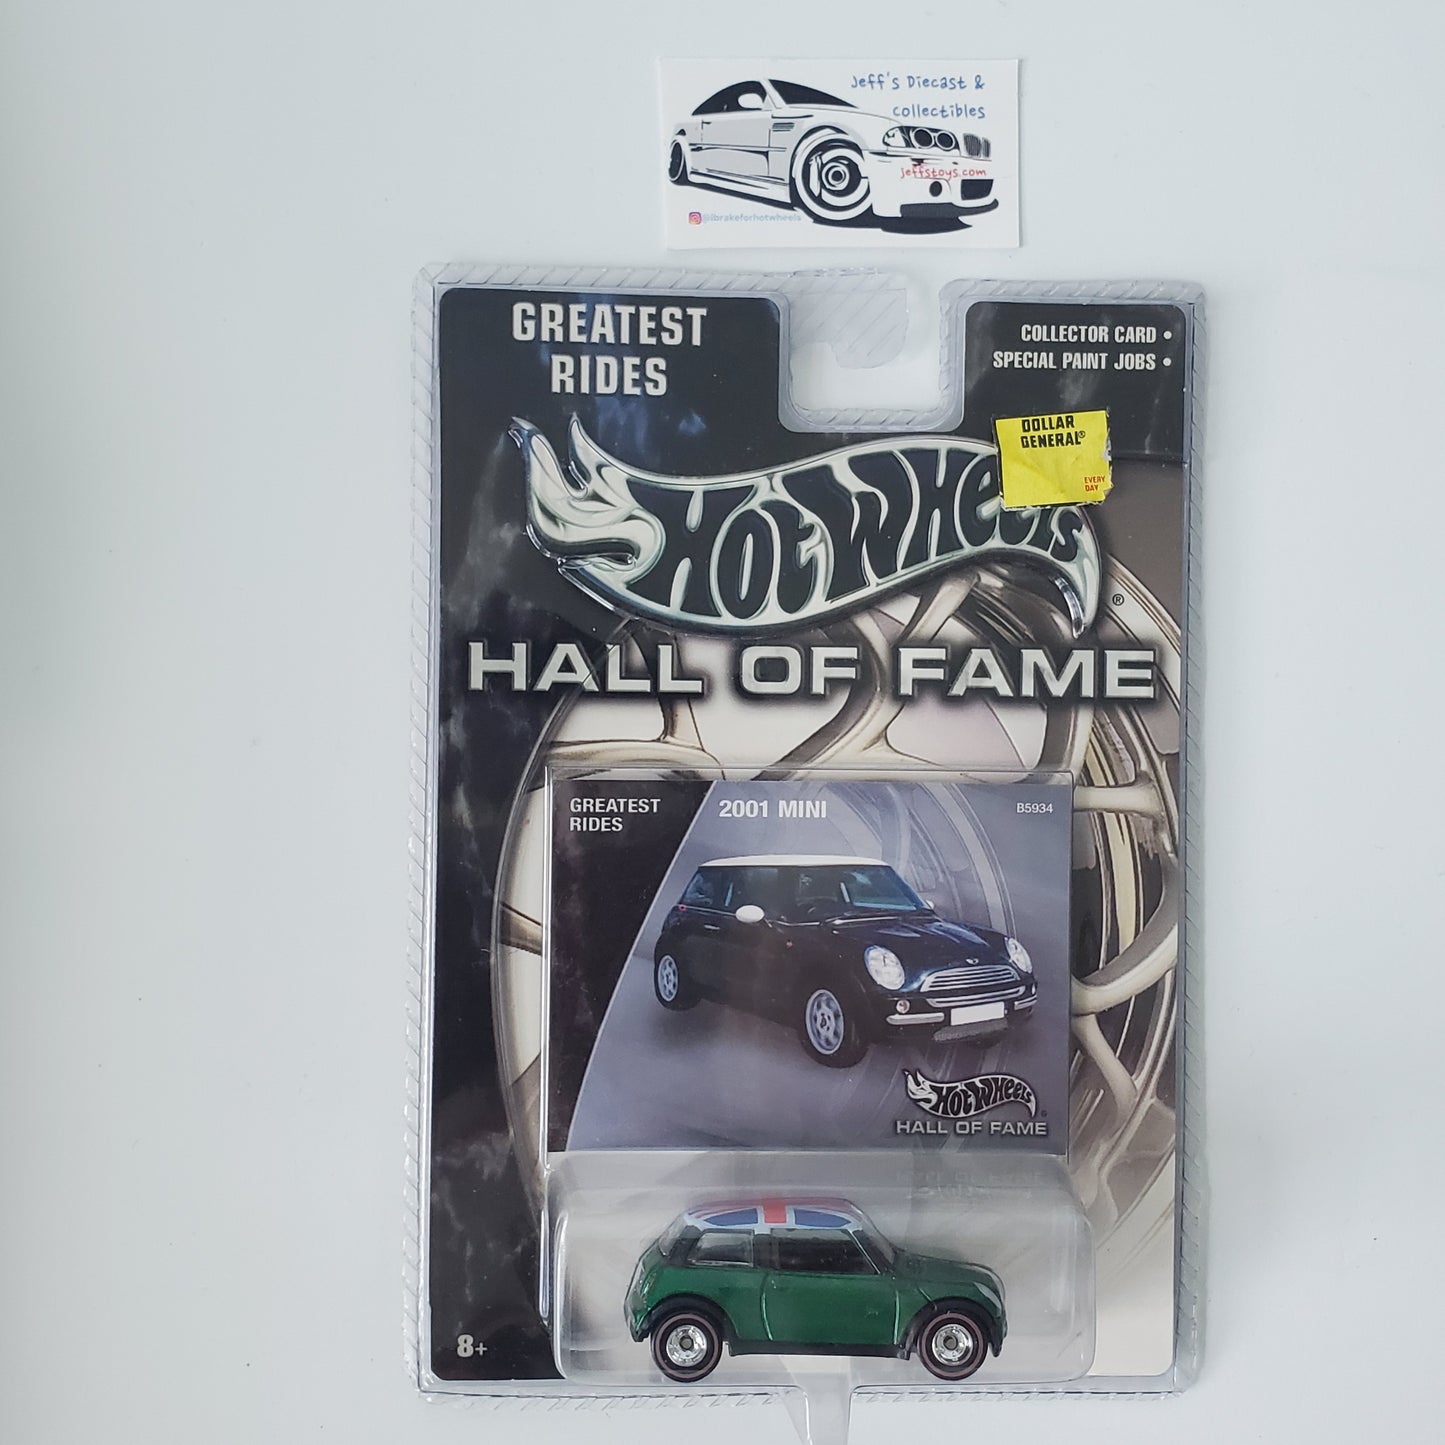 Jeff's Diecast &
collectibles
jeffstoys.com
@ibrakeforhotwheels
GREATEST
RIDES
COLLECTOR CARD •
SPECIAL PAINT JOBS •
DOLLAR
GENERAL®
EVERY
DAY
Hot Wheels
®
HALL OF FAME
GREATEST
RIDES
2001 MINI
B5934
Hot Wheels
HALL OF FAME
8+